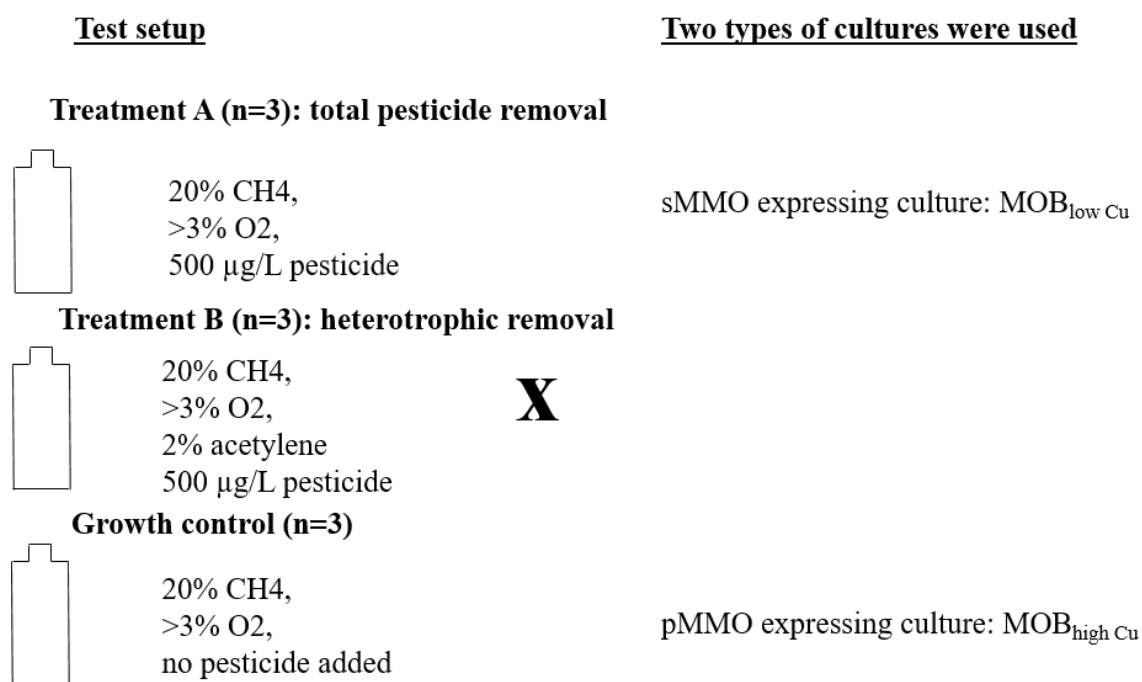 Test setup
Two types of cultures were used
Treatment A (n=3): total pesticide removal
20% CH4,
>3% O2,
500 µg/L pesticide
sMMO expressing culture: MOBlow Cu
Treatment B (n=3): heterotrophic removal
20% CH4,
>3% O2,
2% acetylene
500 µg/L pesticide
X
Growth control (n=3)
20% CH4,
>3% O2,
no pesticide added
pMMO expressing culture: MOBhigh Cu